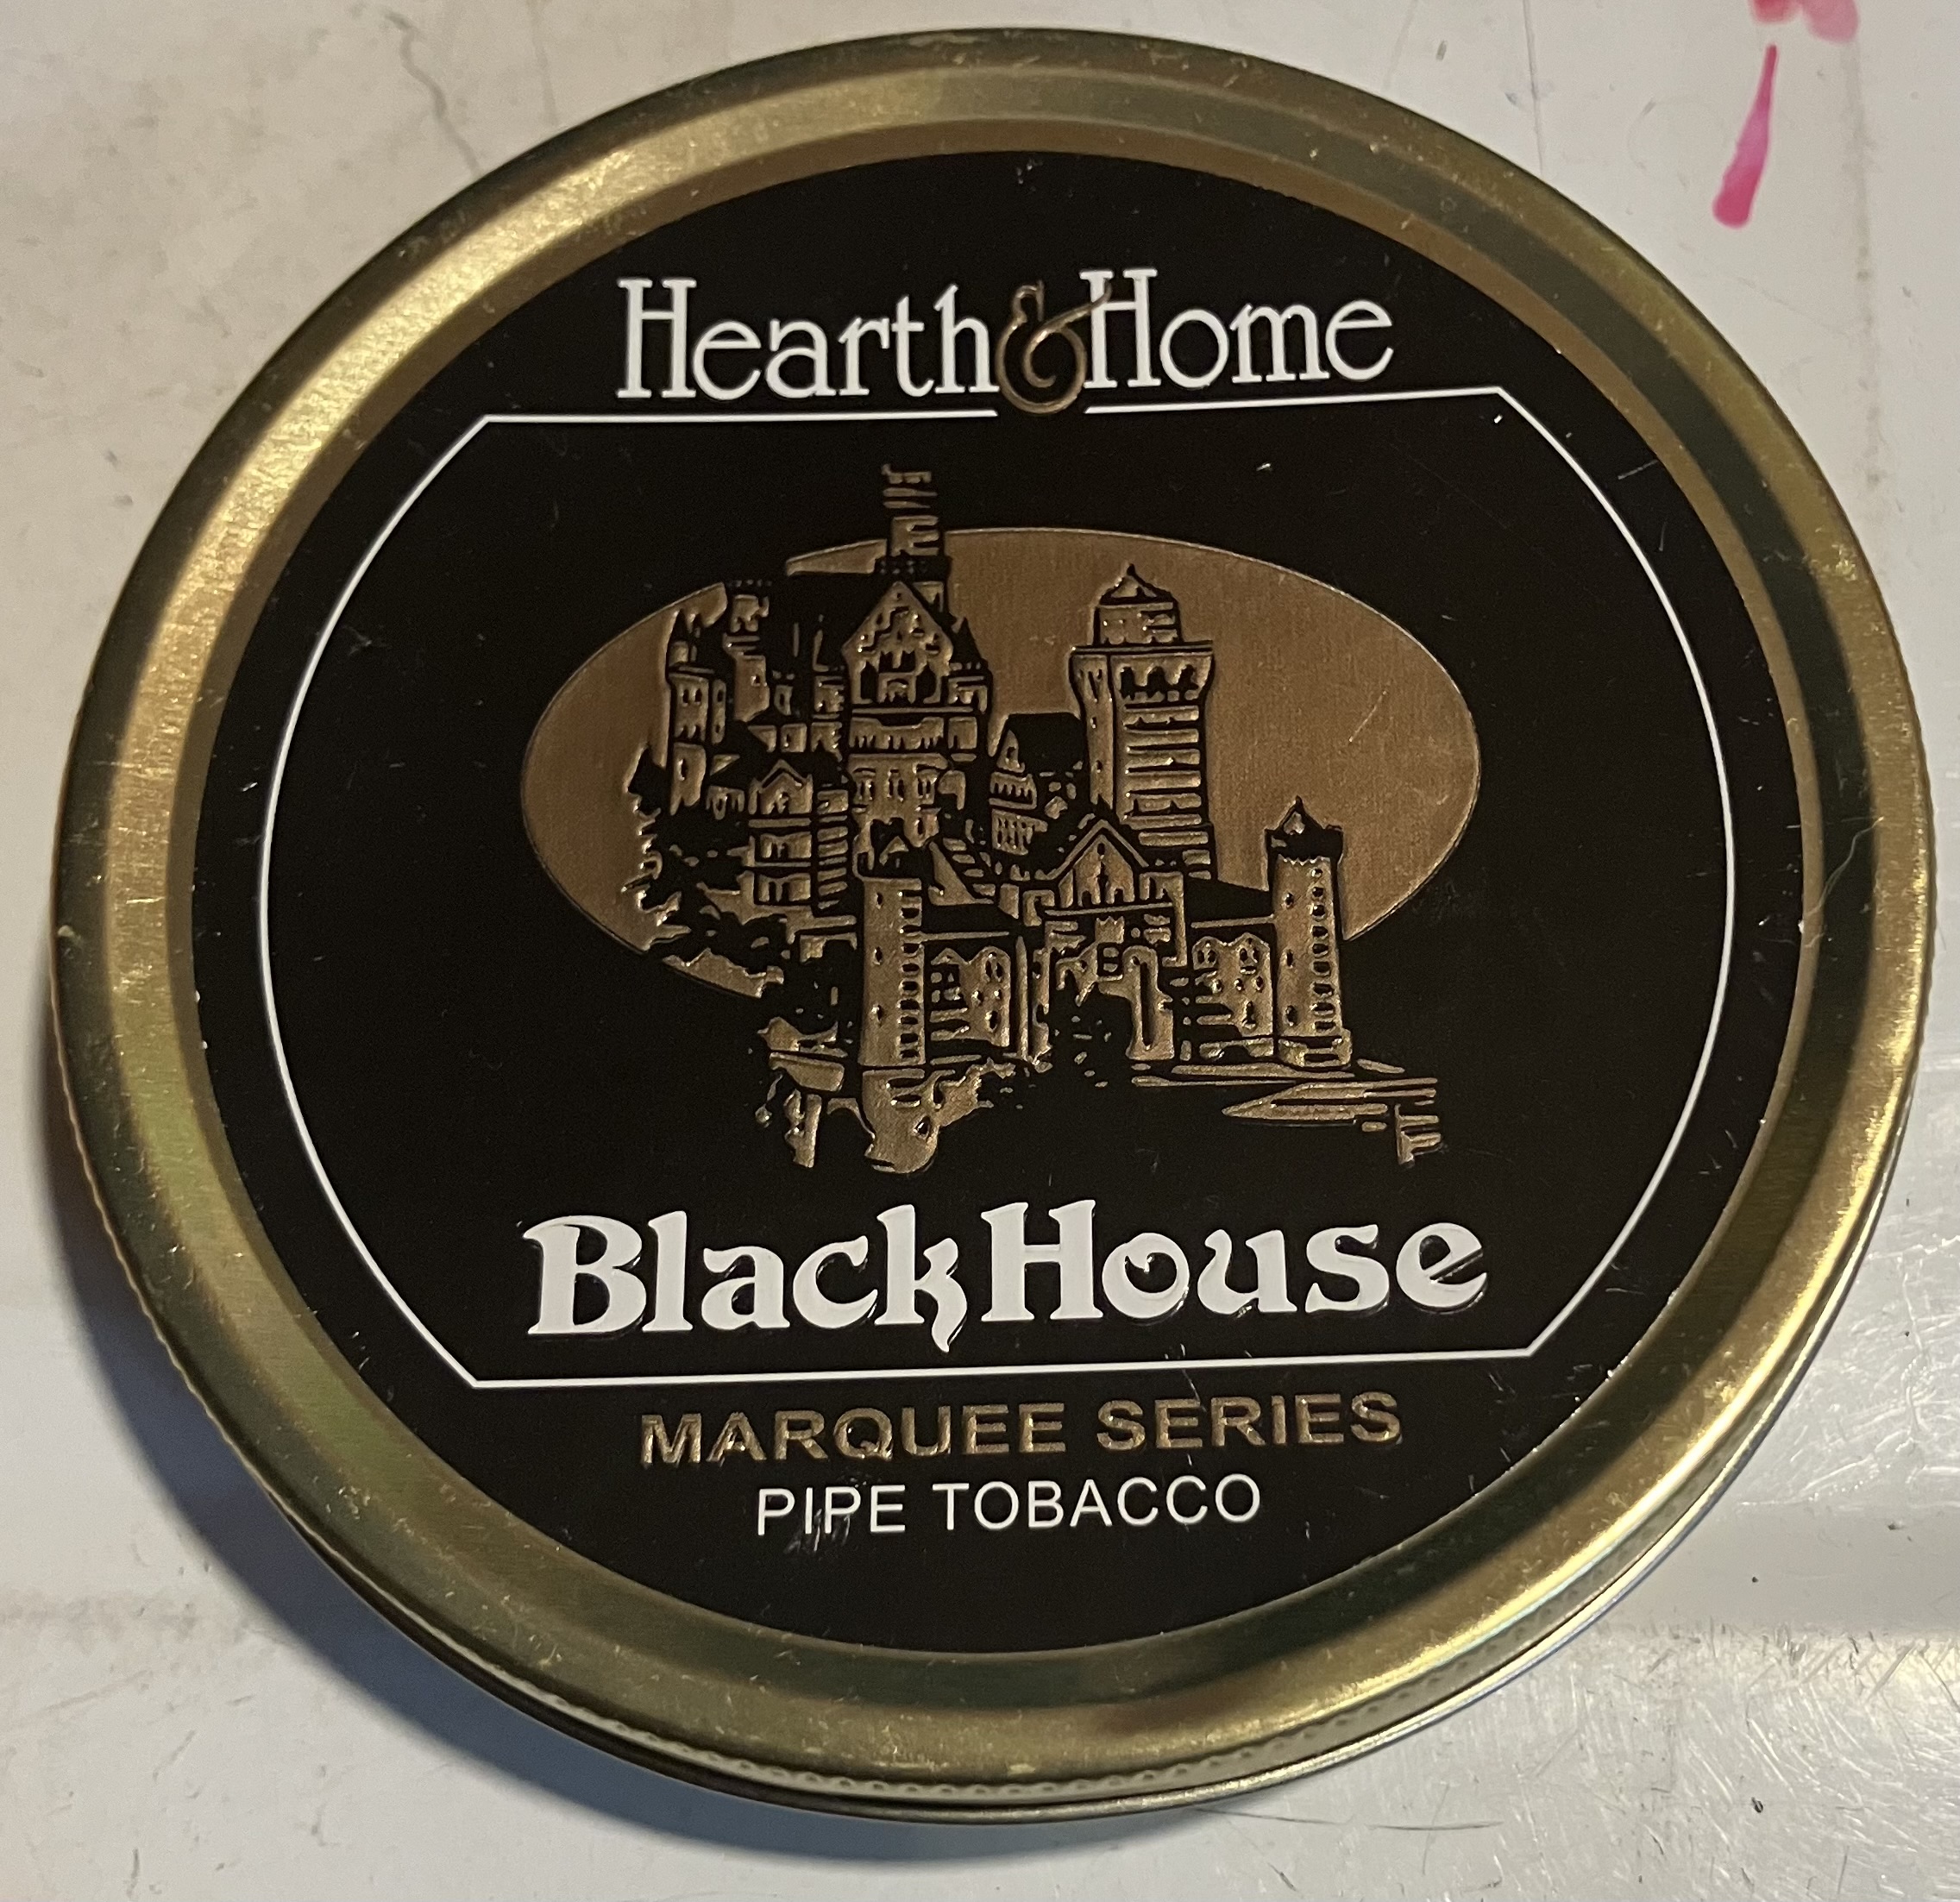 Hearth & Home
BlackHouse
MARQUEE SERIES
PIPE TOBACCO